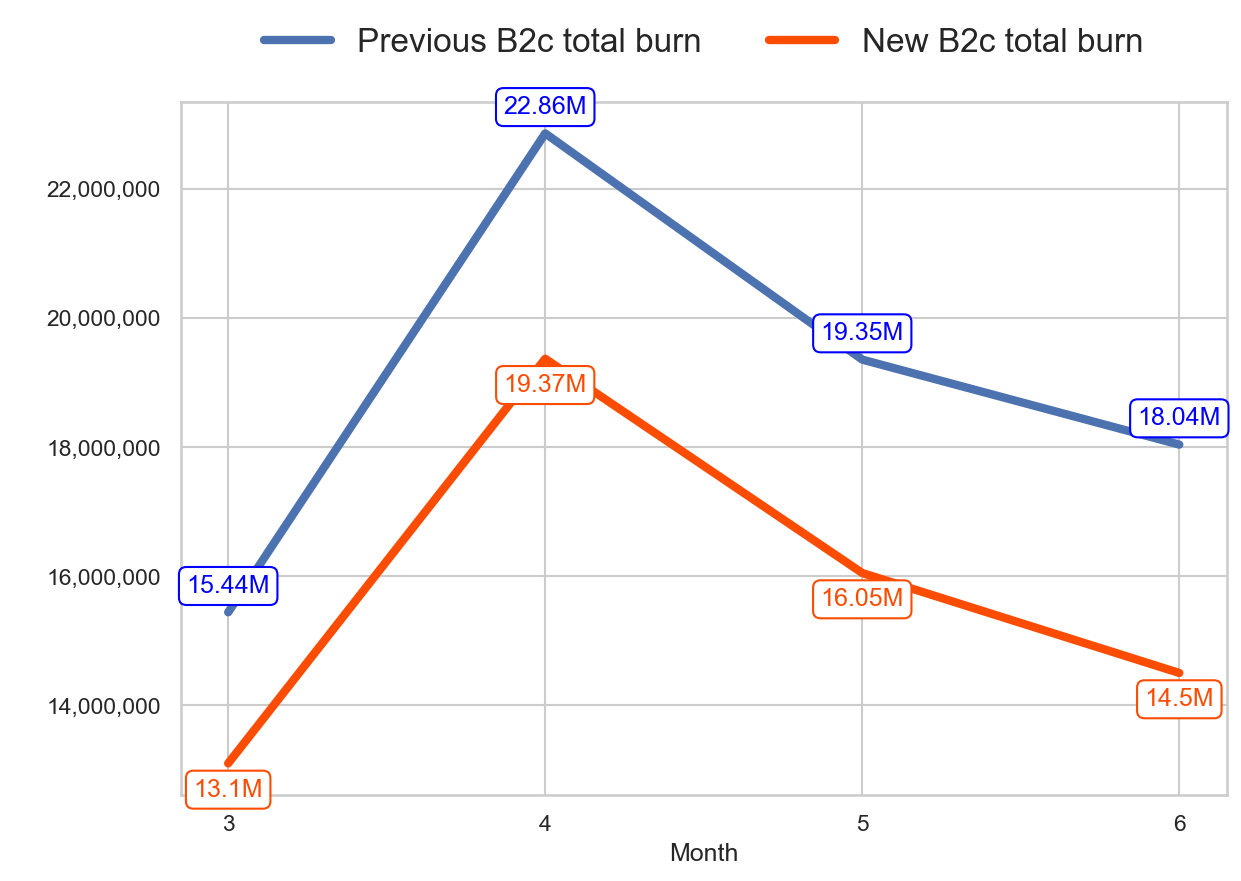 Previous B2c total burn New B2c total burn
22.86M
22,000,000
20,000,000
19.35M
19.37M
18.04M
18,000,000
16,000,000
15.44M
16.05M
14,000,000
14.5M
13.1M
3 4 5 6
Month